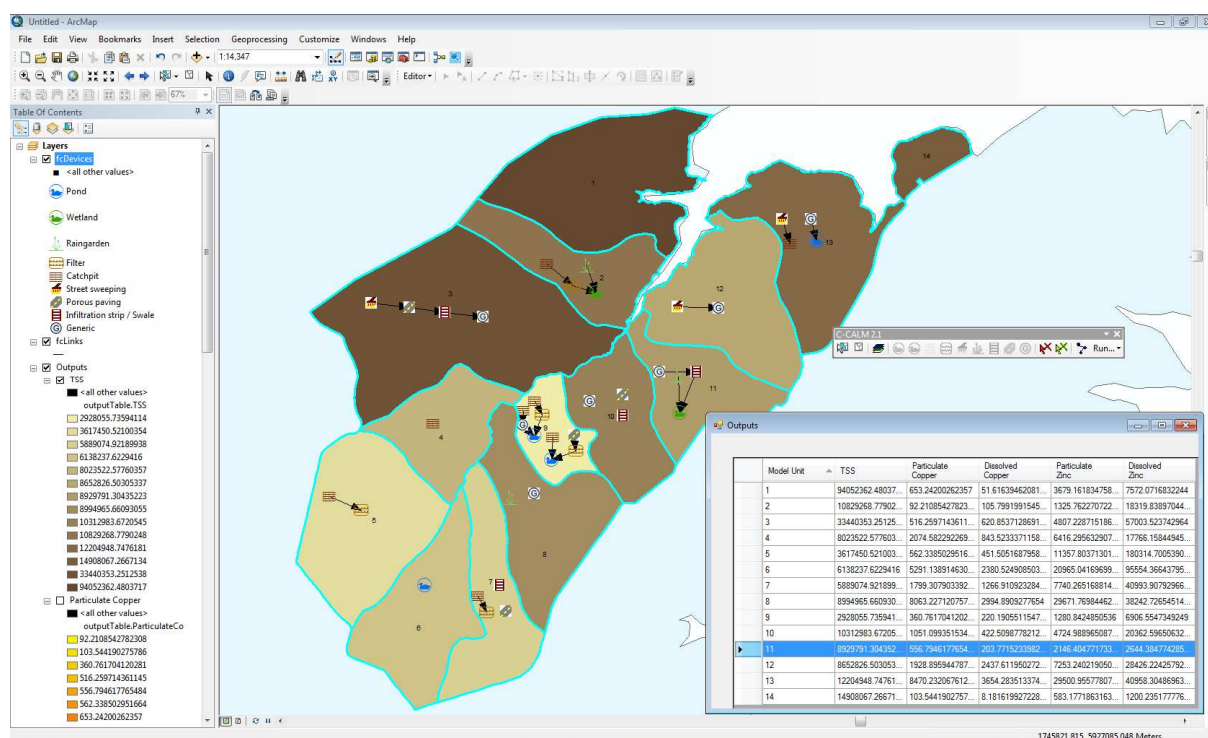 Untitled - ArcMap
File Edit View Bookmarks Insert Selection Geoprocessing Customize Windows Help
1:14,347
Editor
67%
Table Of Contents
Layers
fcDevices
<all other values>
Pond
Wetland
Raingarden
Filter
Catchpit
Street sweeping
Porous paving
Infiltration strip / Swale
Generic
fcLinks
Outputs
TSS
<all other values>
outputTable.TSS
2928055.73594114
3617450.52100354
5889074.92189938
6138237.6229416
8023522.57760357
8652826.50305337
8929791.30435223
8994965.66093055
10312983.6720545
10829268.7790248
12204948.7476181
14908067.2667134
33440353.2512538
94052362.4803717
Particulate Copper
<all other values>
outputTable.ParticulateCo
92.2108542782308
103.544190275786
360.761704120281
516.259714361145
556.794617765484
562.338502951664
653.24200262357
1
2
3
4
5
6
7
8
9
10
11
12
13
14
C-CALM 2.1
Run...
Outputs
Model Unit TSS Particulate Copper Dissolved Copper Particulate Zinc Dissolved Zinc
1 94052362.48037... 653.24200262357 51.61639462081... 3679.161834758... 7572.0716832244
2 10829268.77902... 92.21085427823... 105.7991991545... 1325.762270722... 18319.83897044...
3 33440353.25125... 516.2597143611... 620.8537128691... 4807.228715186... 57003.523742964
4 8023522.577603... 2074.582292269... 843.5233371158... 6416.295632907... 17766.15844945...
5 3617450.521003... 562.3385029516... 451.5051687958... 11357.80371301... 180314.7005390...
6 6138237.6229416 5291.138914630... 2380.524908503... 20965.04169699... 95554.36643795...
7 5889074.921899... 1799.307903392... 1266.910923284... 7740.265168814... 40993.90792966...
8 8994965.660930... 8063.227120757... 2994.8909277654 29671.76984462... 38242.72654514...
9 2928055.735941... 360.7617041202... 220.1905511547... 1280.8424850536 6906.5547349249
10 10312983.67205... 1051.099351534... 422.5098778212... 4724.988965087... 20362.59650632...
11 8929791.304352... 556.7946177654... 203.7715233982... 2146.404771733... 2644.384774285...
12 8652826.503053... 1928.895944787... 2437.611950272... 7253.240219050... 28426.22425792...
13 12204948.74761... 8470.232067612... 3654.283513374... 29500.95577807... 40958.30486963...
14 14908067.26671... 103.5441902757... 8.181619927228... 583.1771863163... 1200.235177776...
1745821.815 5927085.048 Meters